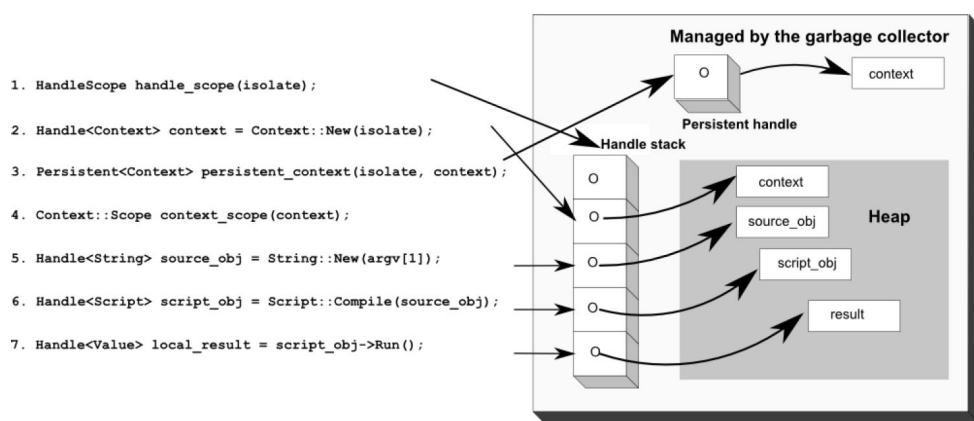 Managed by the garbage collector
O
context
Persistent handle
1. HandleScope handle_scope(isolate);
2. Handle<Context> context = Context::New(isolate);
3. Persistent<Context> persistent_context(isolate, context);
4. Context::Scope context_scope(context);
5. Handle<String> source_obj = String::New(argv[1]);
6. Handle<Script> script_obj = Script::Compile(source_obj);
7. Handle<Value> local_result = script_obj->Run();
Handle stack
O
O
O
O
O
context
source_obj
script_obj
result
Heap